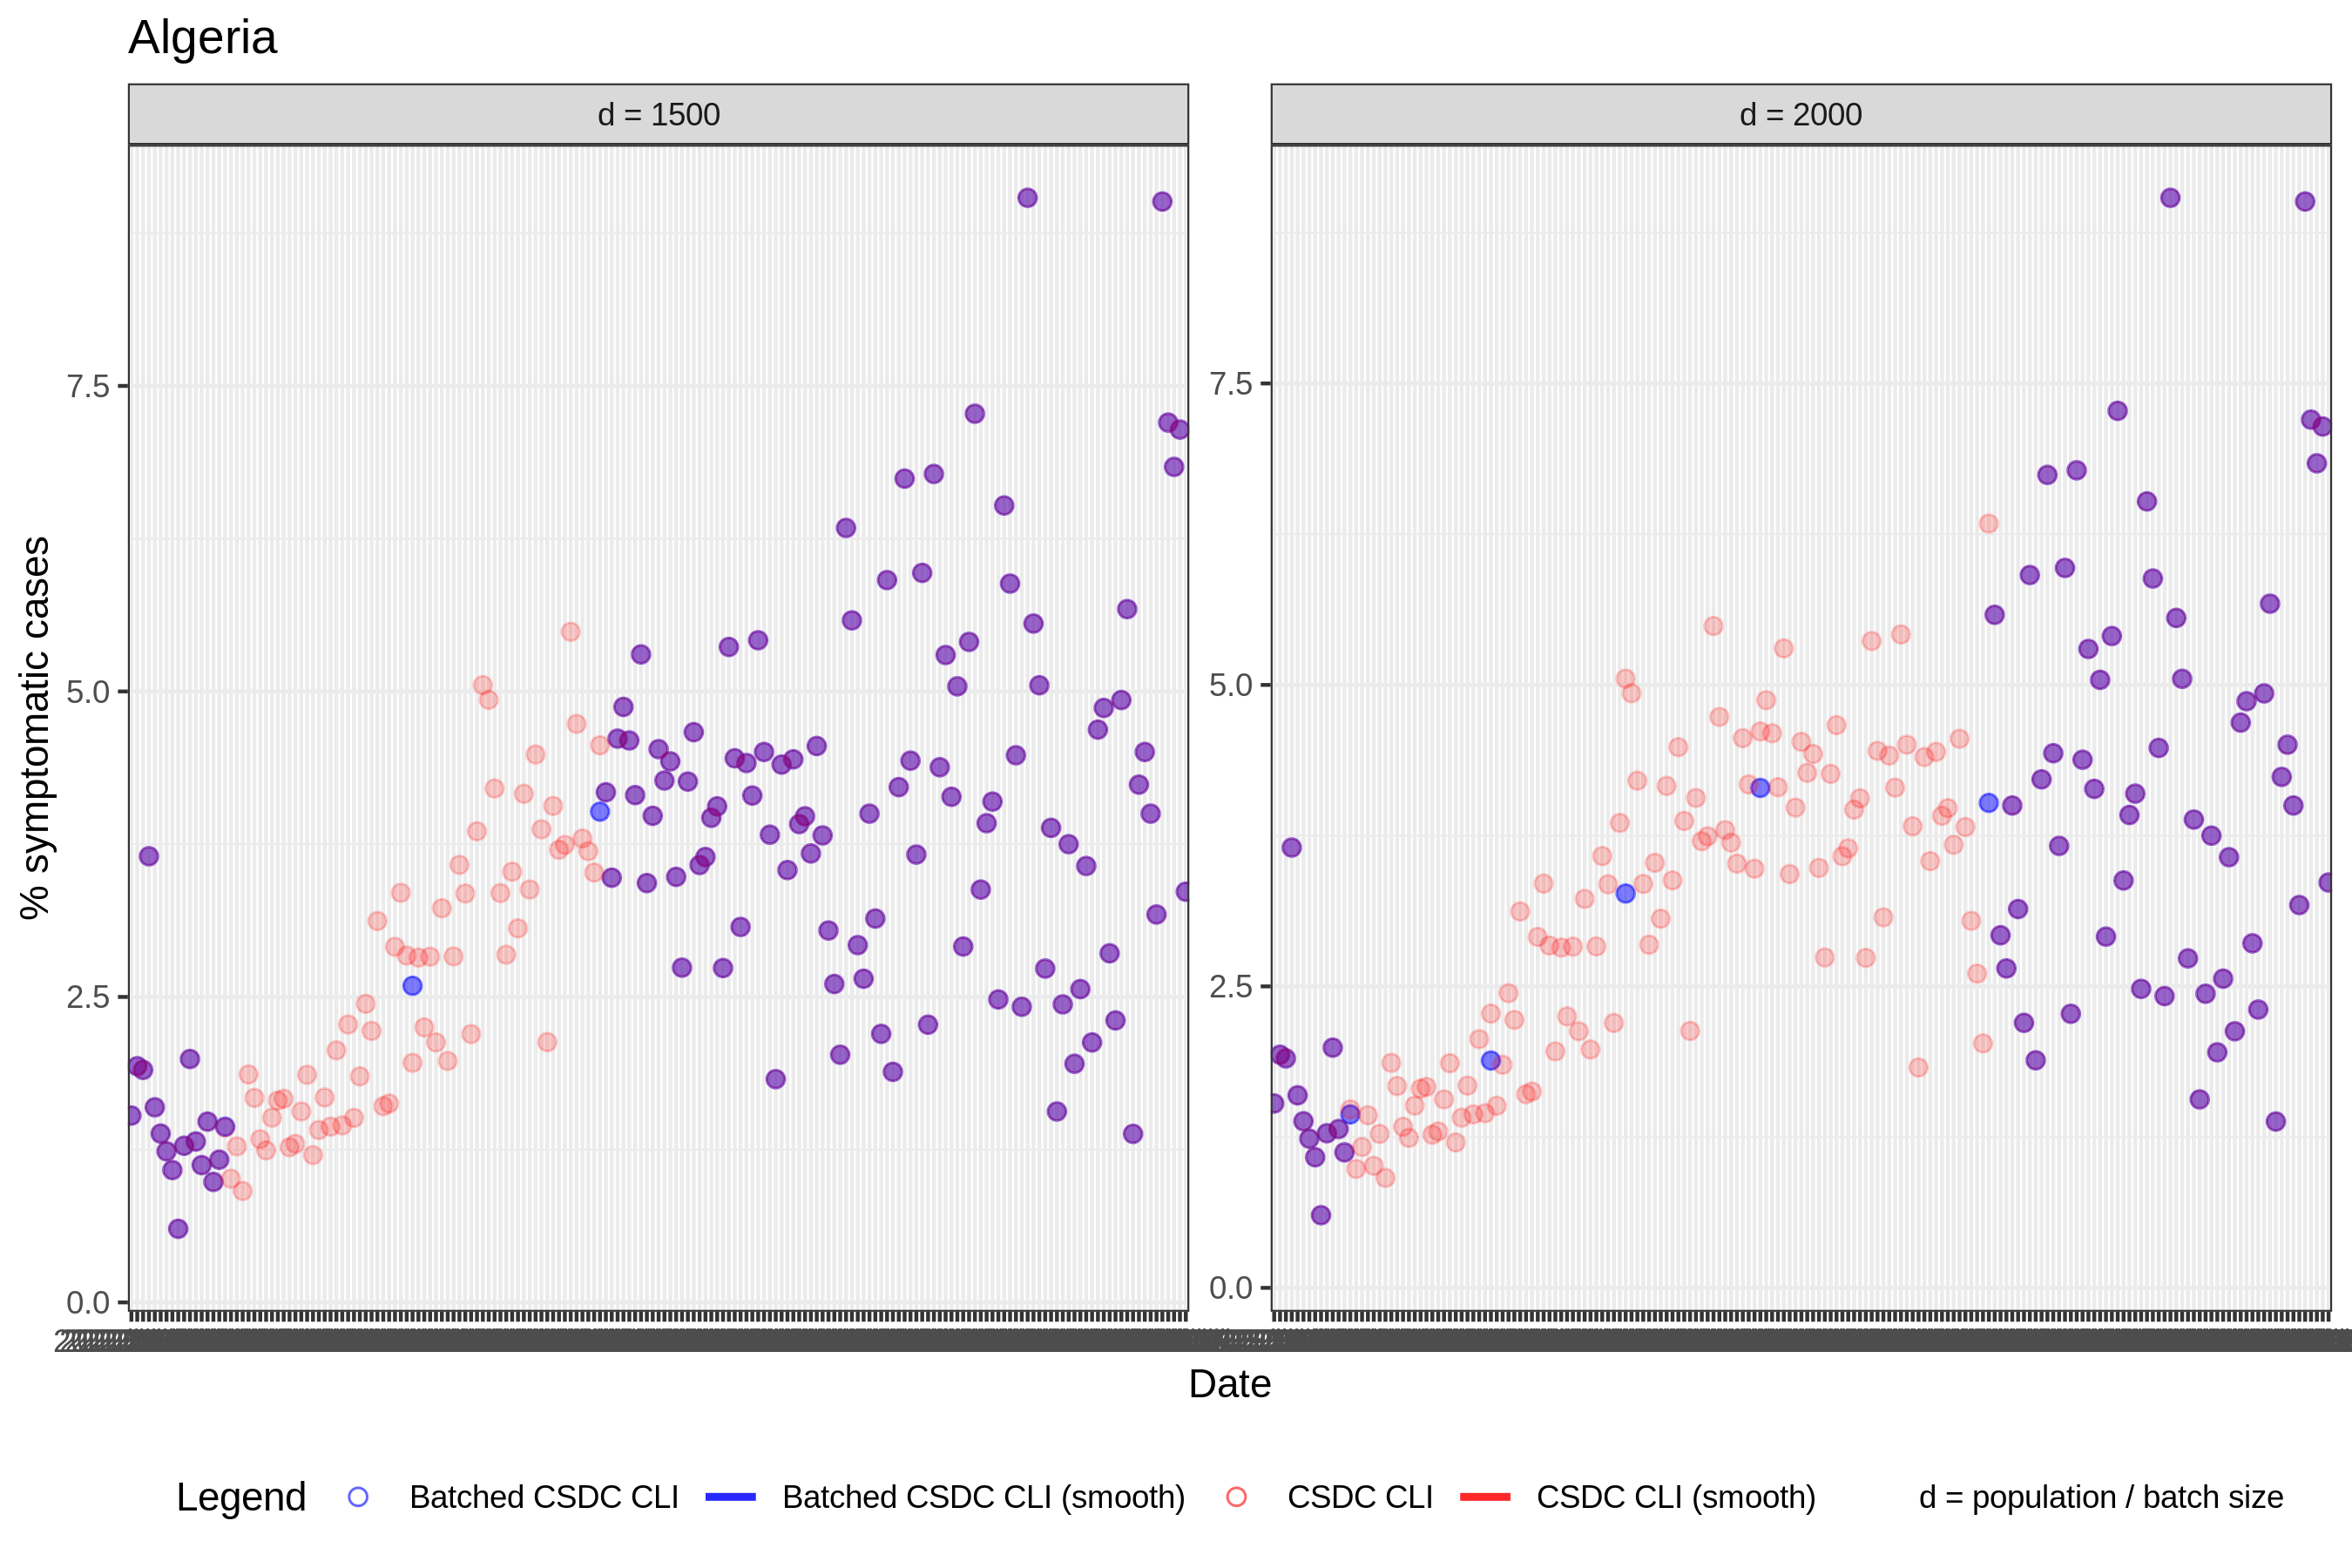 Algeria
d = 1500
d = 2000
% symptomatic cases
7.5
5.0
2.5
0.0
7.5
5.0
2.5
0.0
Date
Legend Batched CSDC CLI Batched CSDC CLI (smooth) CSDC CLI CSDC CLI (smooth) d = population / batch size